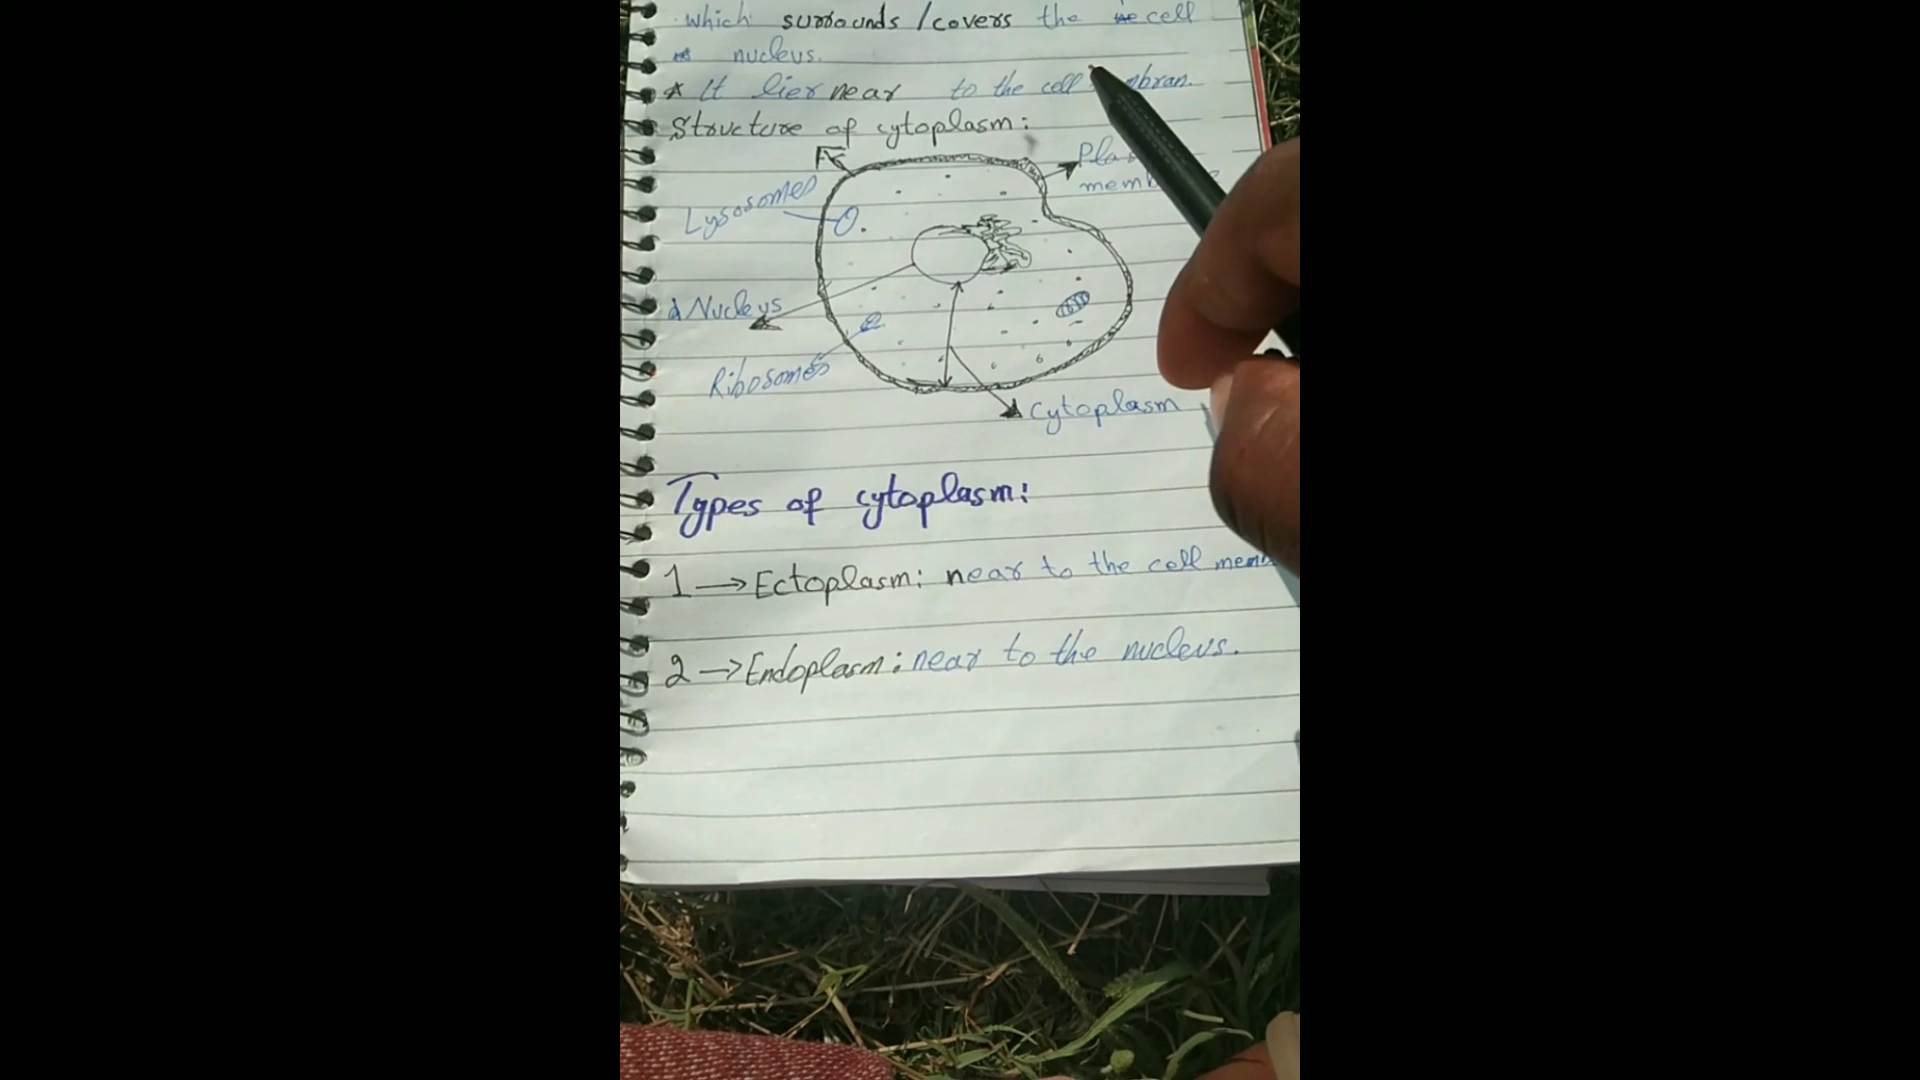 which surrounds /covers the cell
nucleus.
* It lies near to the cell
Structure of cytoplasm:
Lysosomes
Nucleus
Ribosomes
Cytoplasm
Types of cytoplasm:
1 → Ectoplasm: near to the cell
2 → Endoplasm: near to the nucleus.